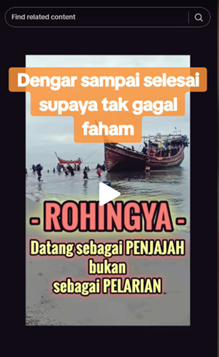 Find related content
Dengar sampai selesai
supaya tak gagal
faham
- ROHINGYA -
Datang sebagai PENJAJAH
bukan
sebagai PELARIAN